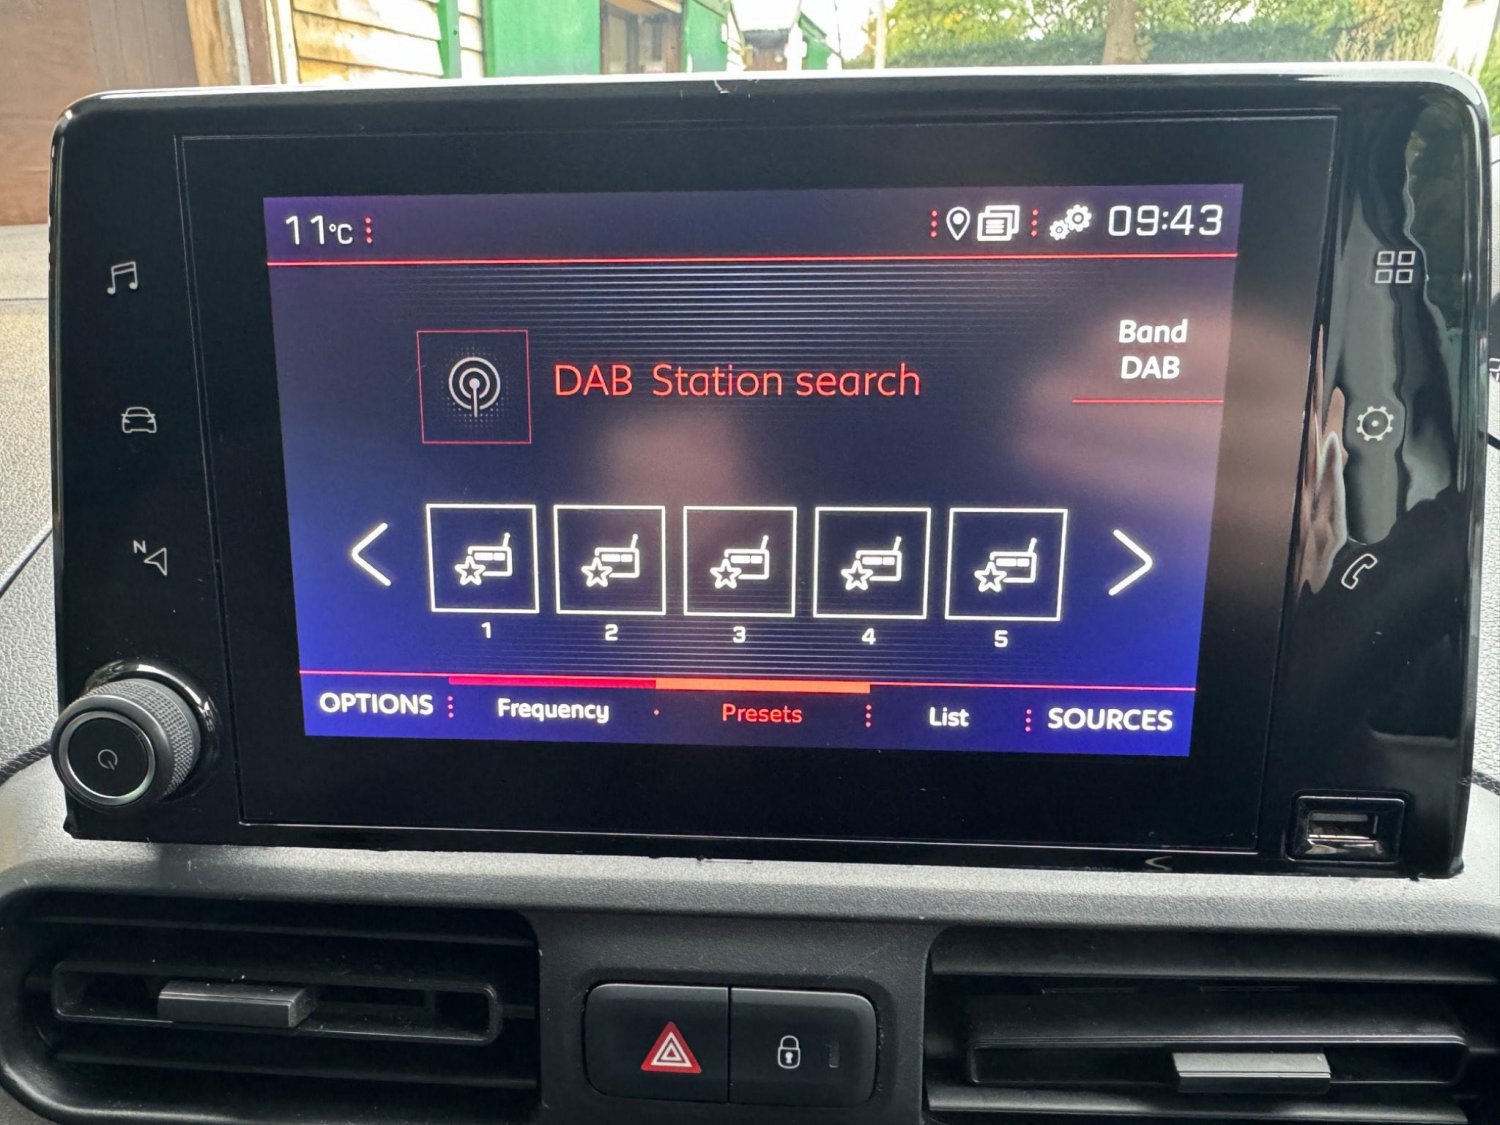 11°C
09:43
Band
DAB
DAB Station search
1 2 3 4 5
OPTIONS Frequency Presets List SOURCES
N